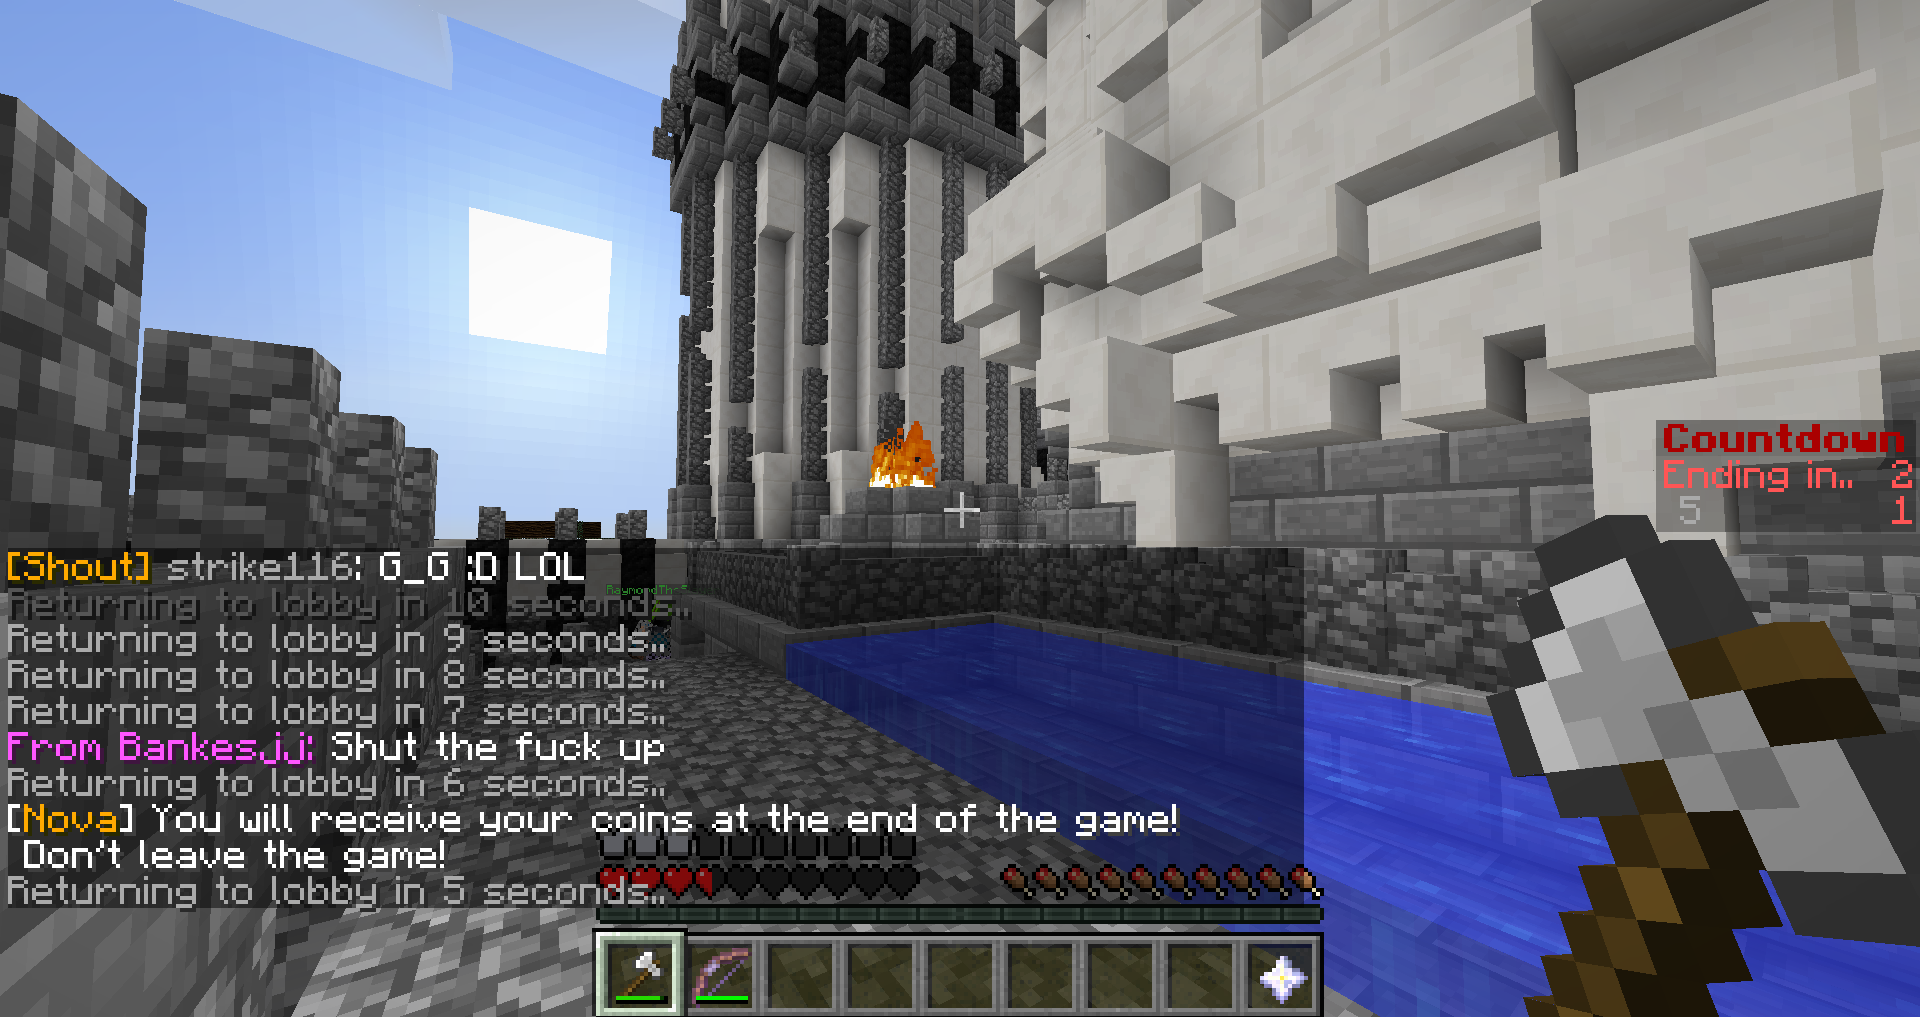 [Shout] strike116: G_G :D LOL
Returning to lobby in 10 seconds..
Returning to lobby in 9 seconds..
Returning to lobby in 8 seconds..
Returning to lobby in 7 seconds..
From Bankesjj: Shut the fuck up
Returning to lobby in 6 seconds..
[Nova] You will receive your coins at the end of the game!
Don't leave the game!
Returning to lobby in 5 seconds..
Countdown
Ending in.. 2
5 1